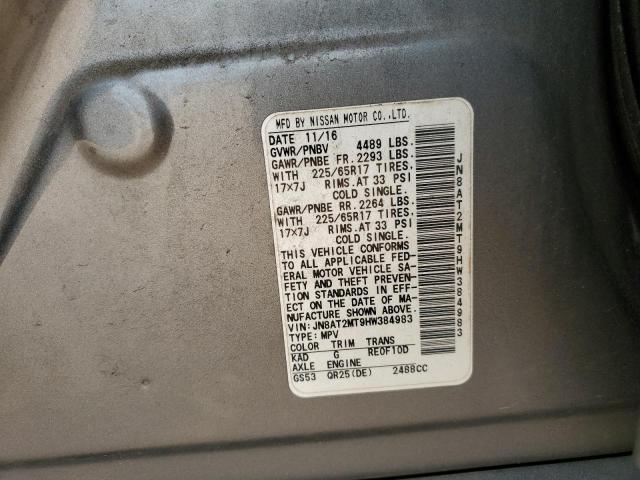 MFD BY NISSAN MOTOR CO.,LTD.
DATE 11/16
GVWR/PNBV 4489 LBS.
GAWR/PNBE FR. 2293 LBS.
WITH 225/65R17 TIRES.
17X7J RIMS. AT 33 PSI
COLD SINGLE.
GAWR/PNBE RR. 2264 LBS.
WITH 225/65R17 TIRES.
17X7J RIMS. AT 33 PSI
COLD SINGLE.
THIS VEHICLE CONFORMS
TO ALL APPLICABLE FED-
ERAL MOTOR VEHICLE SA-
FETY AND THEFT PREVEN-
TION STANDARDS IN EFF-
ECT ON THE DATE OF MA-
NUFACTURE SHOWN ABOVE.
VIN: JN8AT2MT9HW384983
TYPE: MPV
COLOR TRIM TRANS
KAD G RE0F10D
AXLE ENGINE
GS53 QR25(DE) 2488CC
JN8AT2MT9HW384983